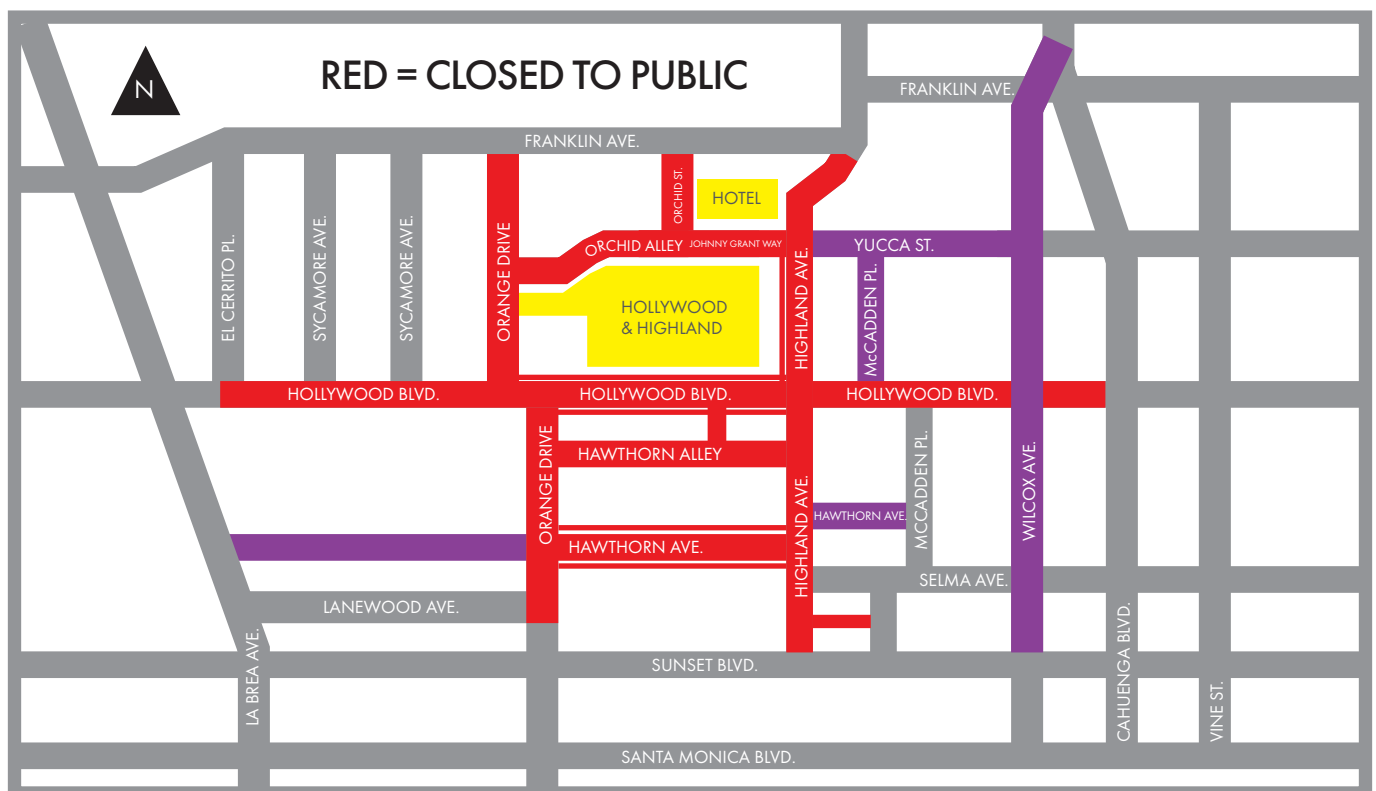 N
RED = CLOSED TO PUBLIC
FRANKLIN AVE.
FRANKLIN AVE.
ORCHID ST.
HOTEL
EL CERRITO PL.
SYCAMORE AVE.
SYCAMORE AVE.
ORANGE DRIVE
ORCHID ALLEY
JOHNNY GRANT WAY
HIGHLAND AVE.
YUCCA ST.
McCADDEN PL.
HOLLYWOOD
& HIGHLAND
HOLLYWOOD BLVD.
HOLLYWOOD BLVD.
HOLLYWOOD BLVD.
ORANGE DRIVE
HAWTHORN ALLEY
HIGHLAND AVE.
HAWTHORN AVE.
MCCADDEN PL.
WILCOX AVE.
HAWTHORN AVE.
SELMA AVE.
LANEWOOD AVE.
LA BREA AVE.
SUNSET BLVD.
CAHUENGA BLVD.
VINE ST.
SANTA MONICA BLVD.